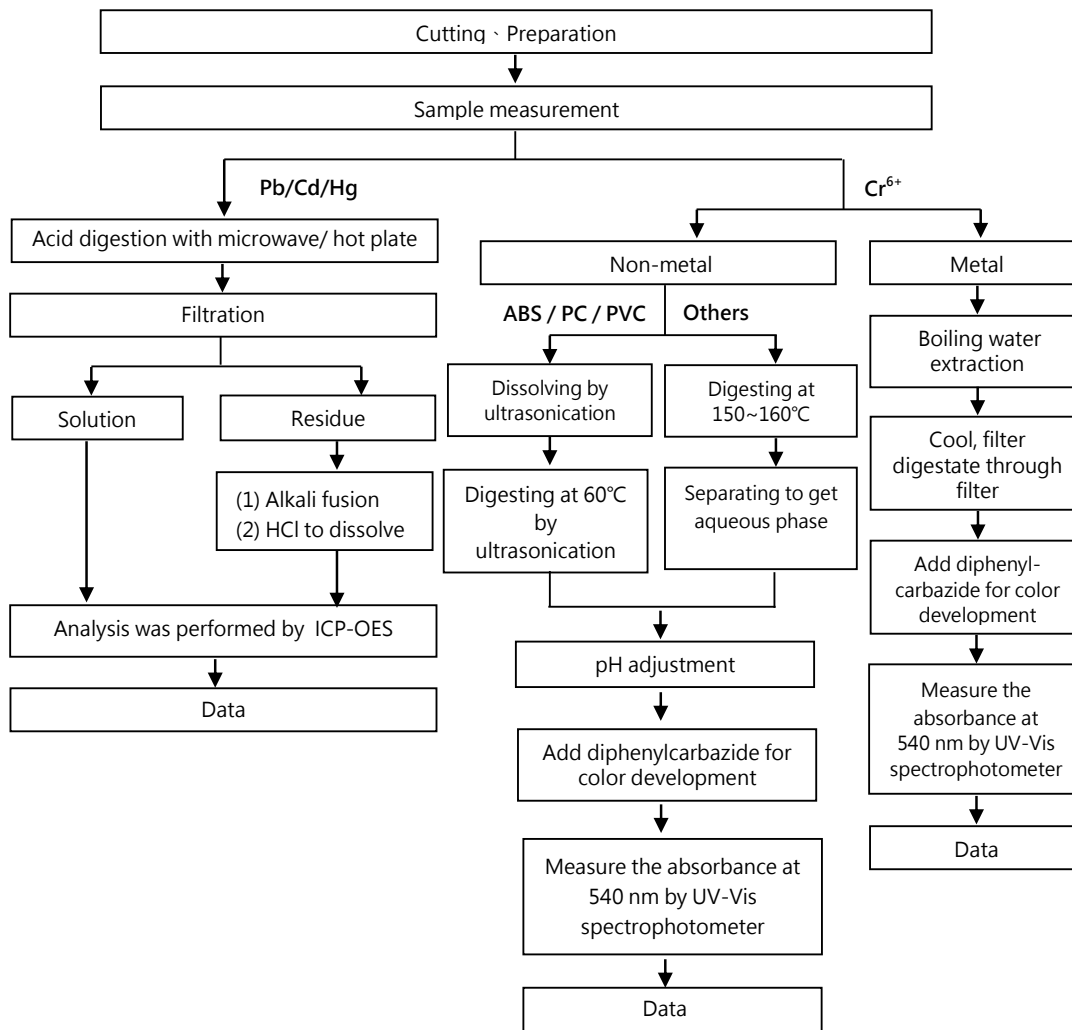 Cutting、Preparation
Sample measurement
Pb/Cd/Hg
Cr6+
Acid digestion with microwave/ hot plate
Filtration
Solution
Residue
(1) Alkali fusion
(2) HCl to dissolve
Analysis was performed by ICP-OES
Data
Non-metal
ABS / PC / PVC
Others
Dissolving by
ultrasonication
Digesting at
150~160℃
Digesting at 60℃
by
ultrasonication
Separating to get
aqueous phase
pH adjustment
Add diphenylcarbazide for
color development
Measure the absorbance at
540 nm by UV-Vis
spectrophotometer
Data
Metal
Boiling water
extraction
Cool, filter
digestate through
filter
Add diphenyl-
carbazide for color
development
Measure the
absorbance at
540 nm by UV-Vis
spectrophotometer
Data